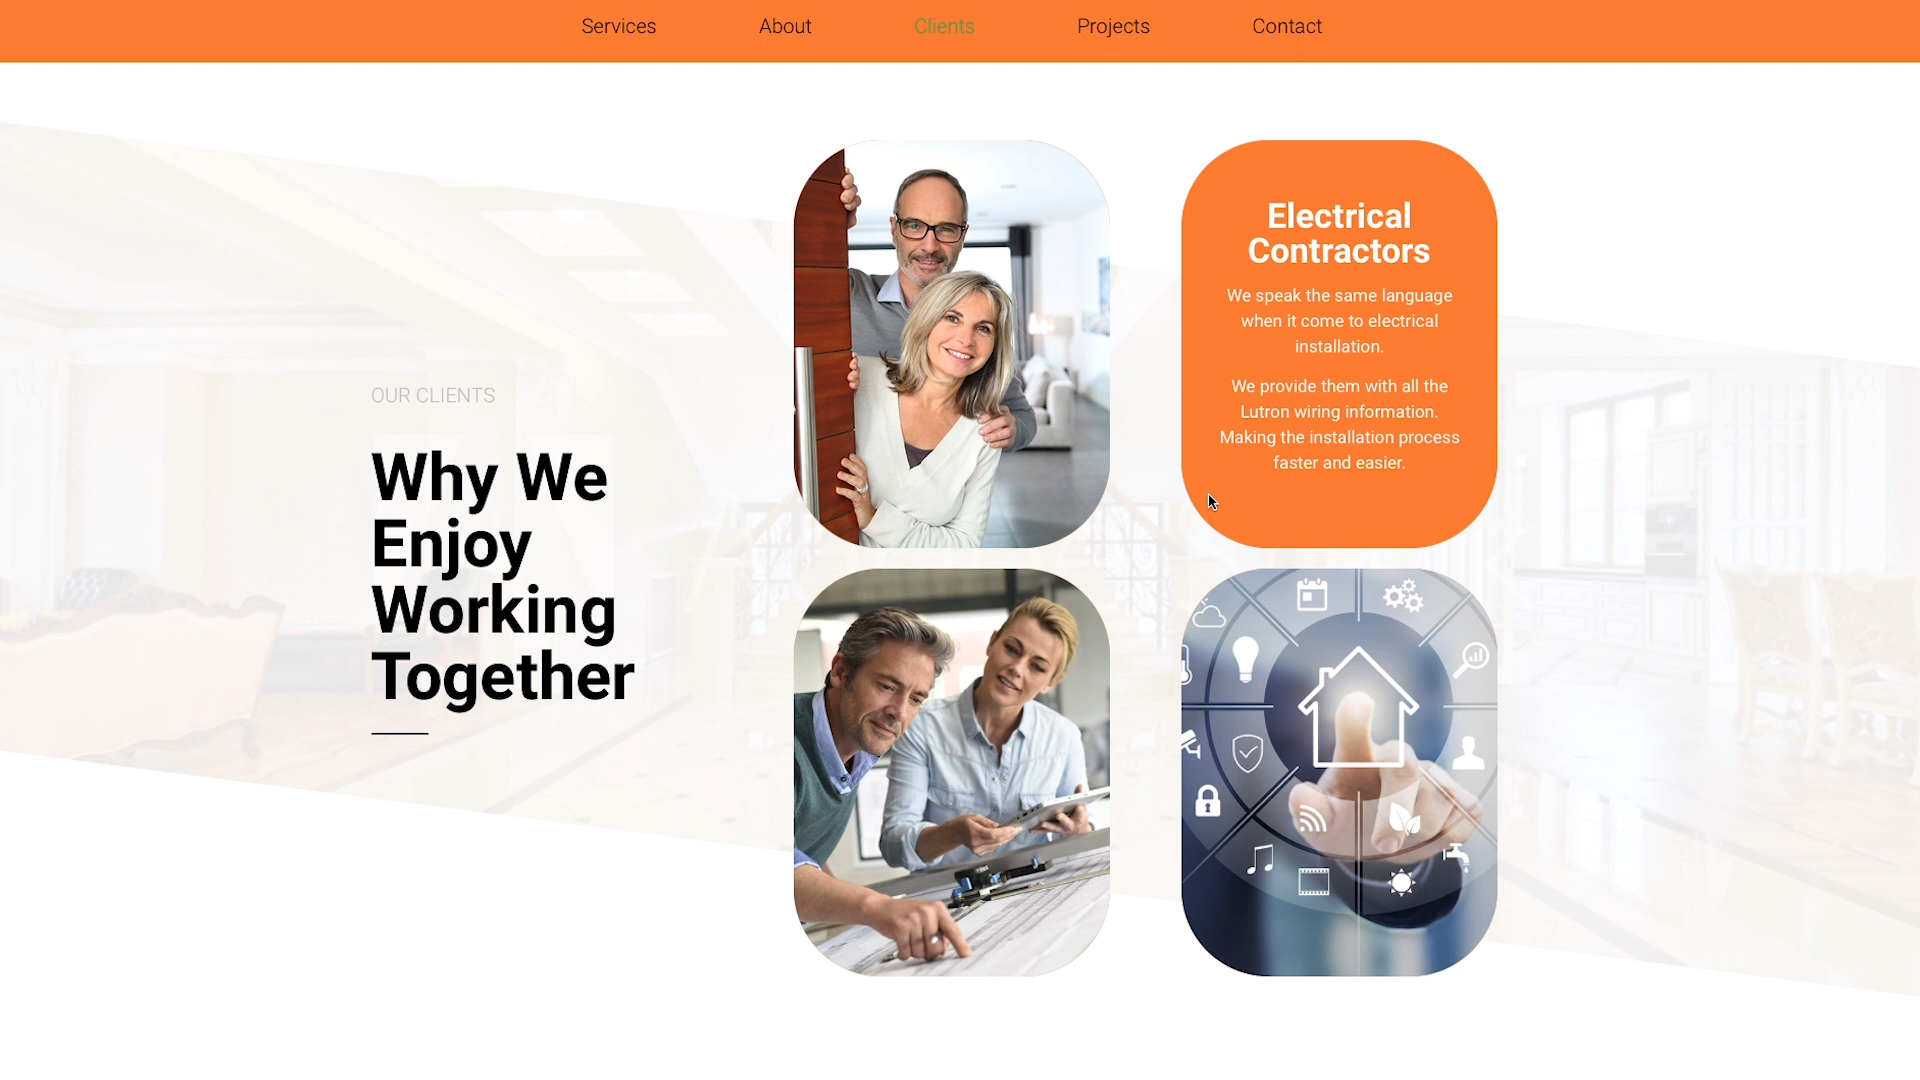 Services About Clients Projects Contact
OUR CLIENTS
Why We
Enjoy
Working
Together
Electrical
Contractors
We speak the same language
when it come to electrical
installation.
We provide them with all the
Lutron wiring information.
Making the installation process
faster and easier.